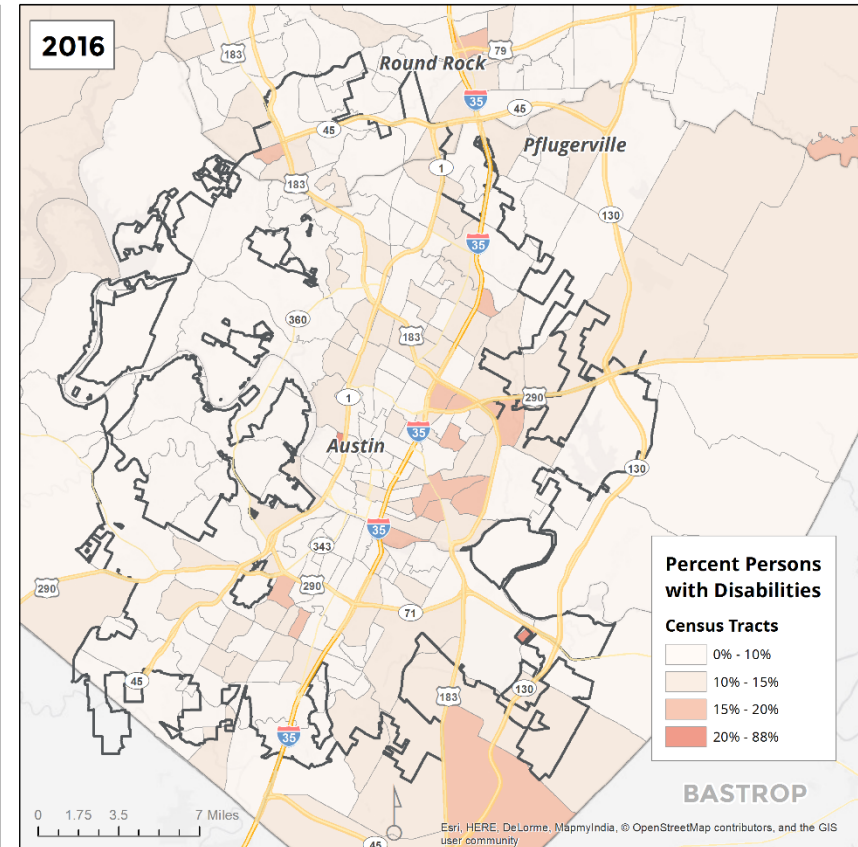 2016
183
Round Rock
79
35
45
45
Pflugerville
1
183
130
35
360
183
1
290
35
Austin
130
35
343
290
290
71
45
183
130
35
45
Percent Persons
with Disabilities
Census Tracts
0% - 10%
10% - 15%
15% - 20%
20% - 88%
BASTROP
0 1.75 3.5 7 Miles
Esri, HERE, DeLorme, MapmyIndia, © OpenStreetMap contributors, and the GIS
user community